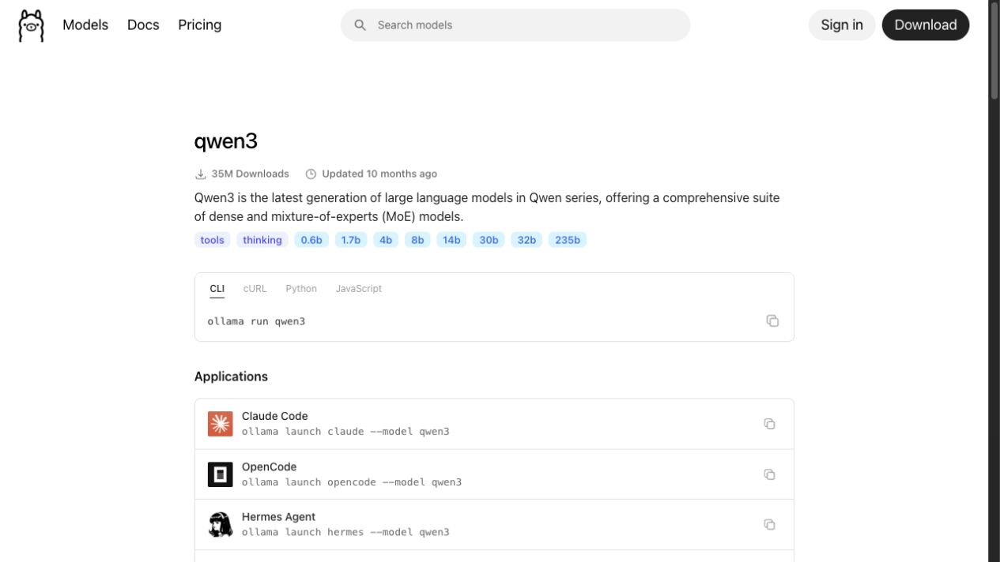 Models Docs Pricing Search models Sign in Download
qwen3
35M Downloads Updated 10 months ago
Qwen3 is the latest generation of large language models in Qwen series, offering a comprehensive suite
of dense and mixture-of-experts (MoE) models.
tools thinking 0.6b 1.7b 4b 8b 14b 30b 32b 235b
CLI cURL Python JavaScript
ollama run qwen3
Applications
Claude Code
ollama launch claude --model qwen3
OpenCode
ollama launch opencode --model qwen3
Hermes Agent
ollama launch hermes --model qwen3